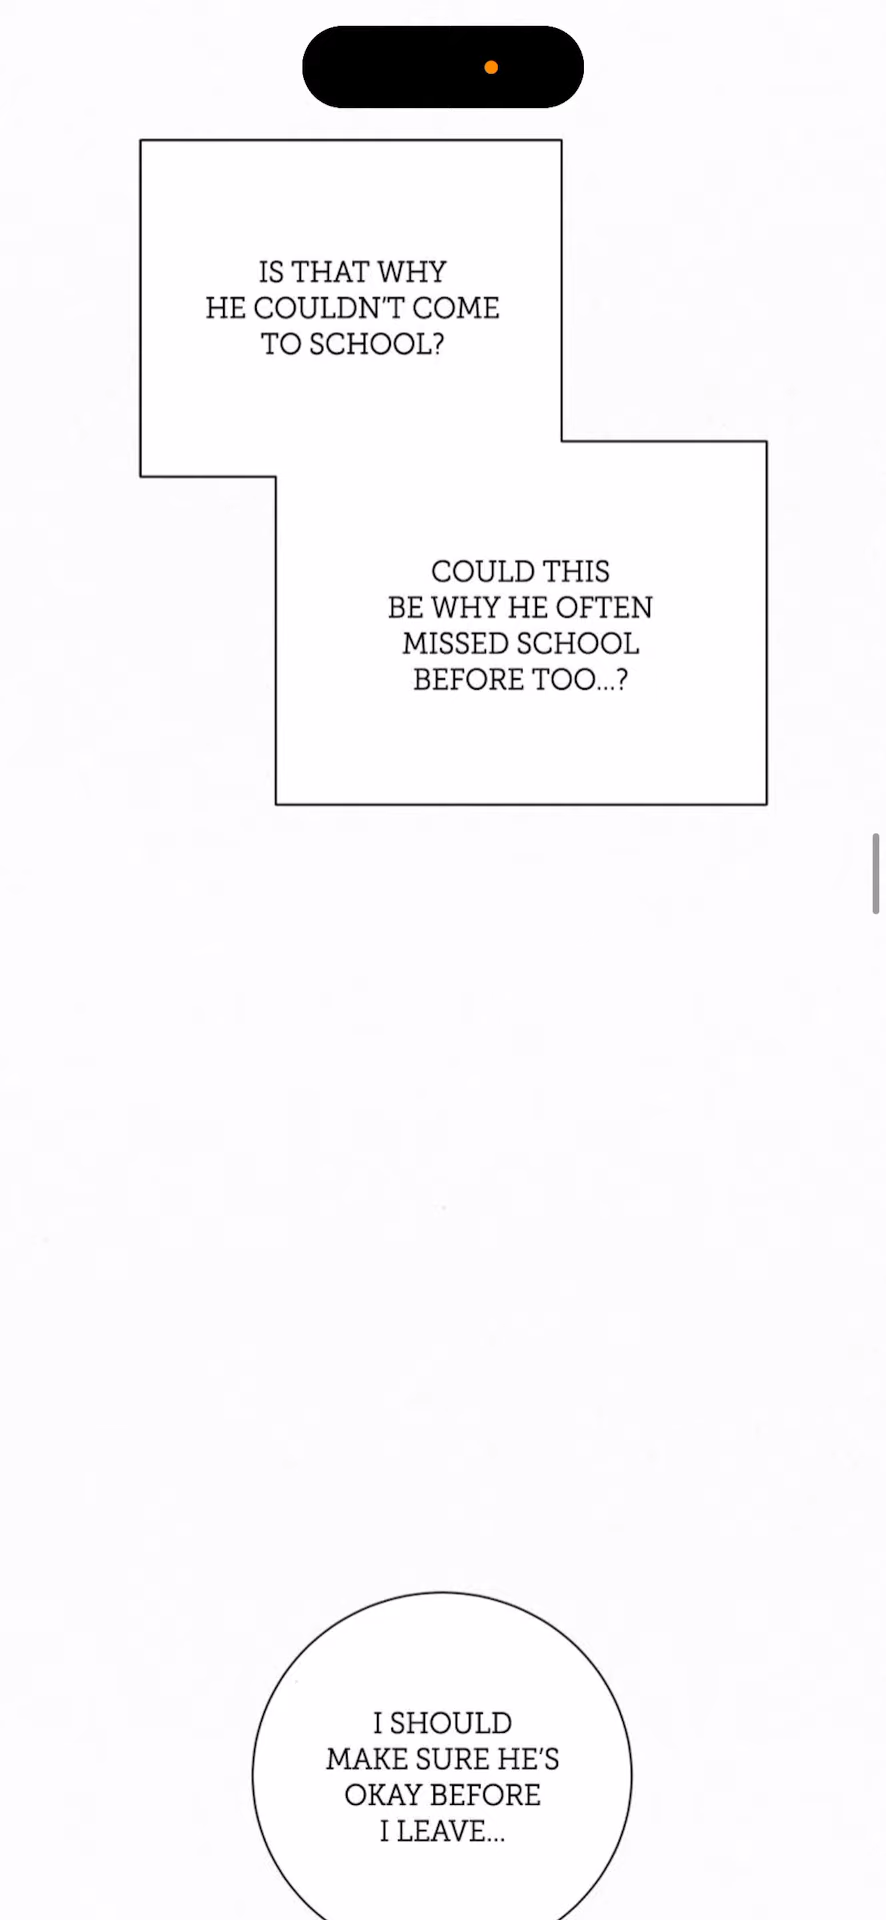 IS THAT WHY
HE COULDN'T COME
TO SCHOOL?
COULD THIS
BE WHY HE OFTEN
MISSED SCHOOL
BEFORE TOO...?
I SHOULD
MAKE SURE HE'S
OKAY BEFORE
I LEAVE...